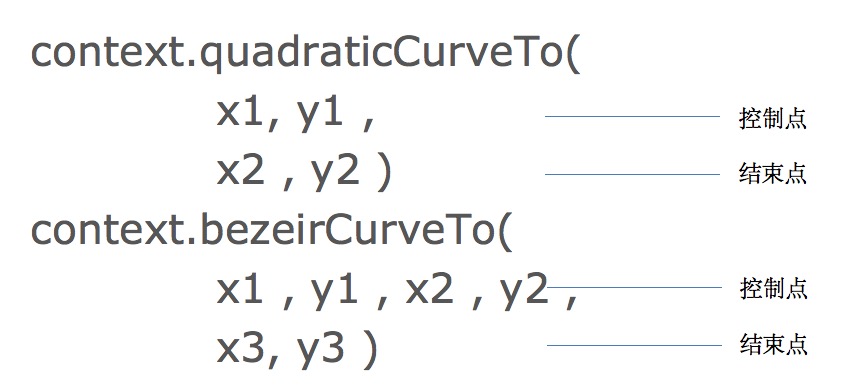 context.quadraticCurveTo(
x1, y1 , 控制点
x2 , y2 ) 结束点
context.bezeirCurveTo(
x1 , y1 , x2 , y2 , 控制点
x3, y3 ) 结束点